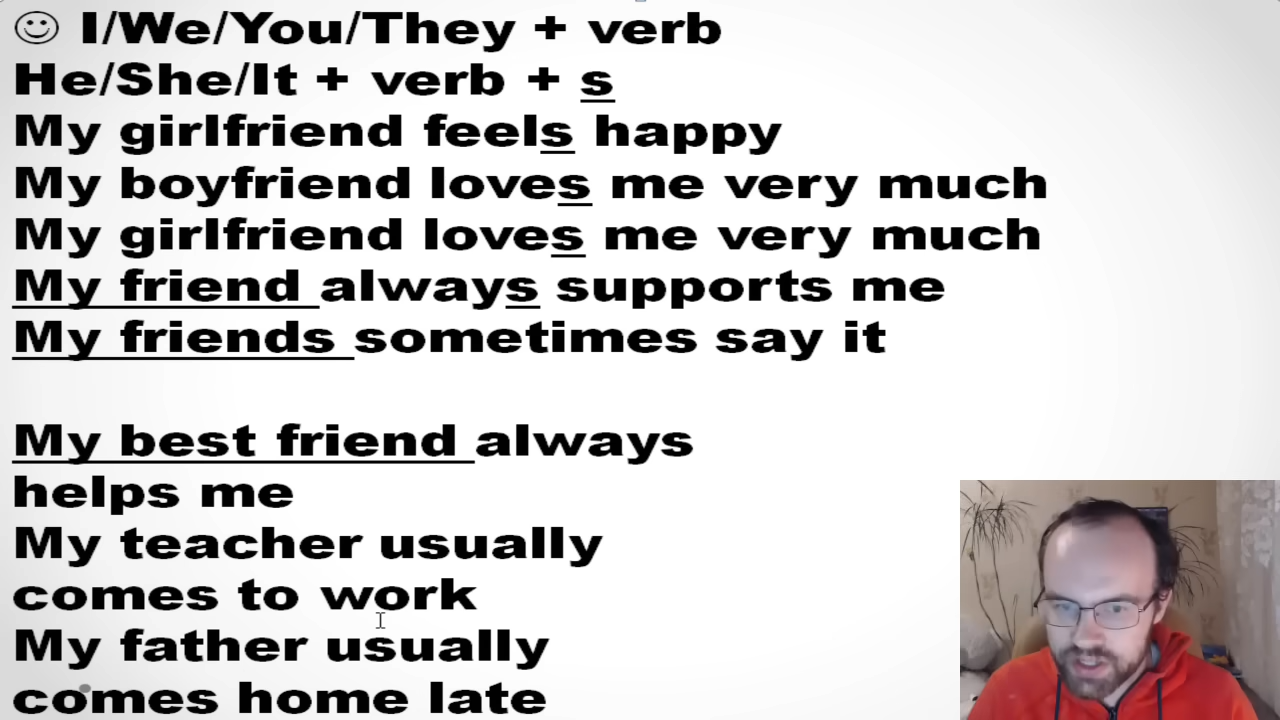 ☺ I/We/You/They + verb
He/She/It + verb + s
My girlfriend feels happy
My boyfriend loves me very much
My girlfriend loves me very much
My friend always supports me
My friends sometimes say it
My best friend always
helps me
My teacher usually
comes to work
My father usually
comes home late